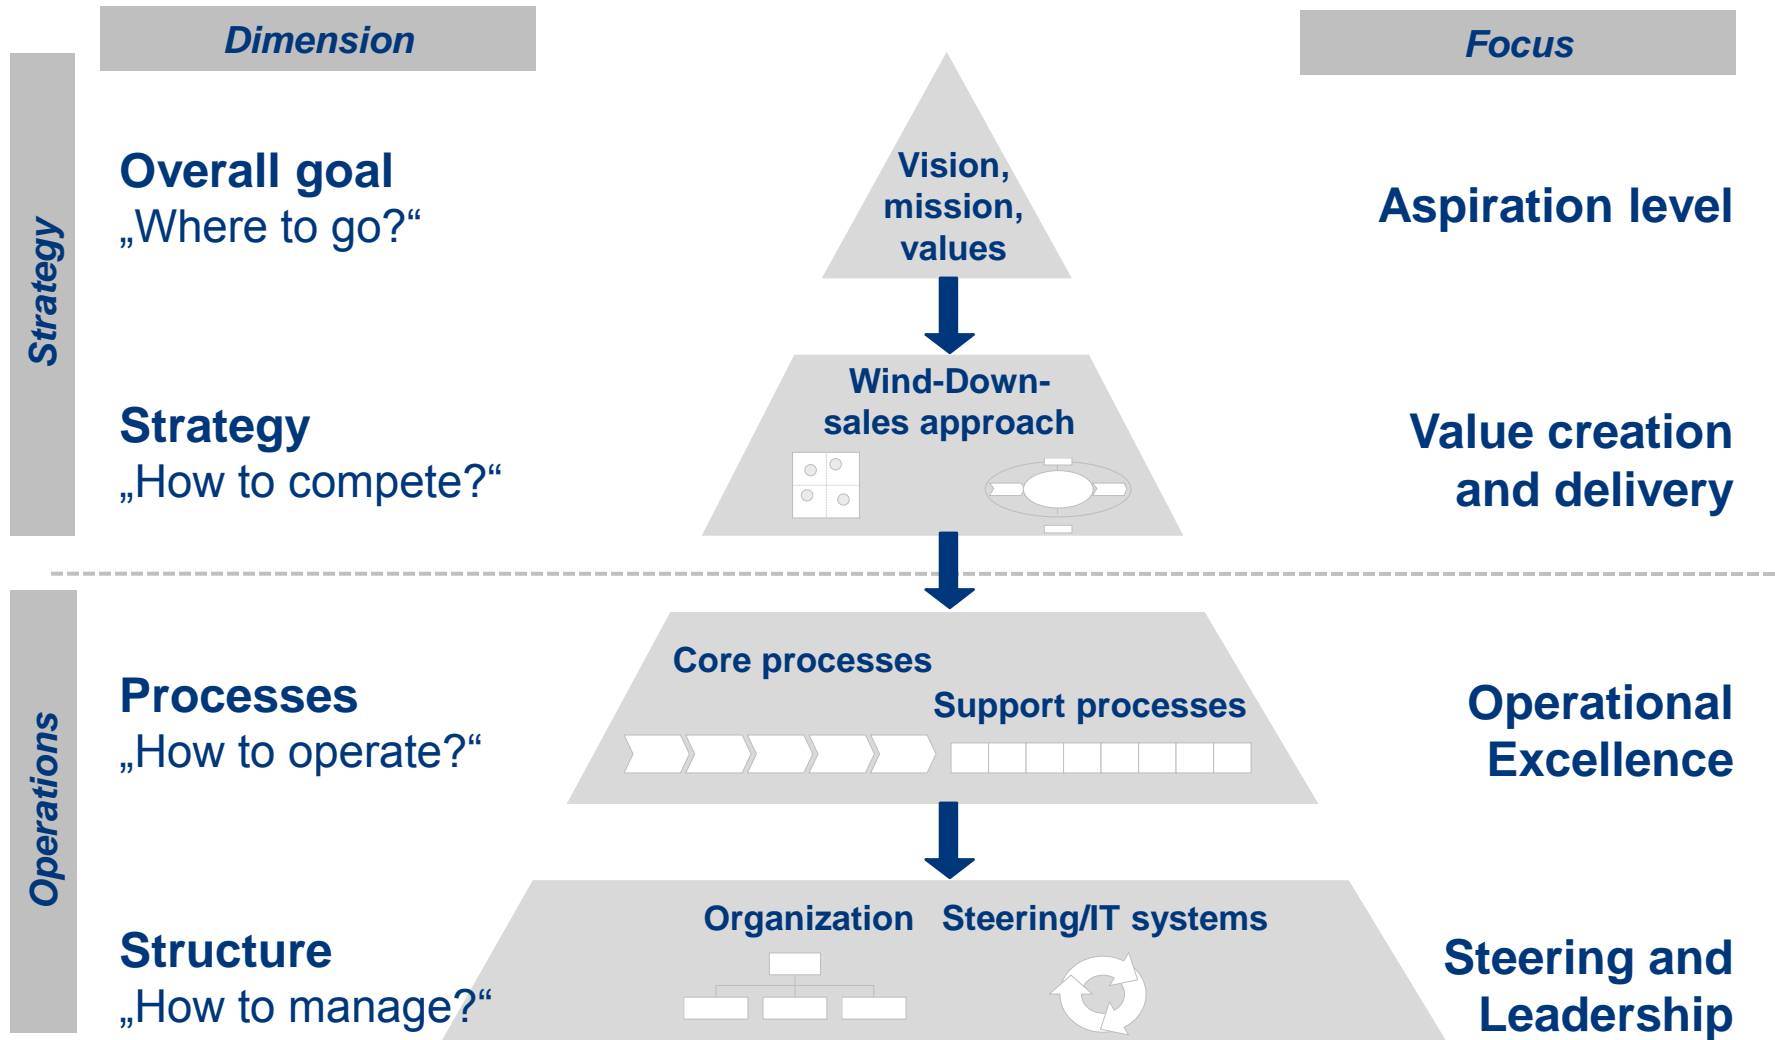 Dimension
Focus
Strategy
Overall goal
„Where to go?“
Vision,
mission,
values
Aspiration level
Strategy
„How to compete?“
Wind-Down-
sales approach
Value creation
and delivery
Operations
Processes
„How to operate?“
Core processes
Support processes
Operational
Excellence
Structure
„How to manage?“
Organization
Steering/IT systems
Steering and
Leadership